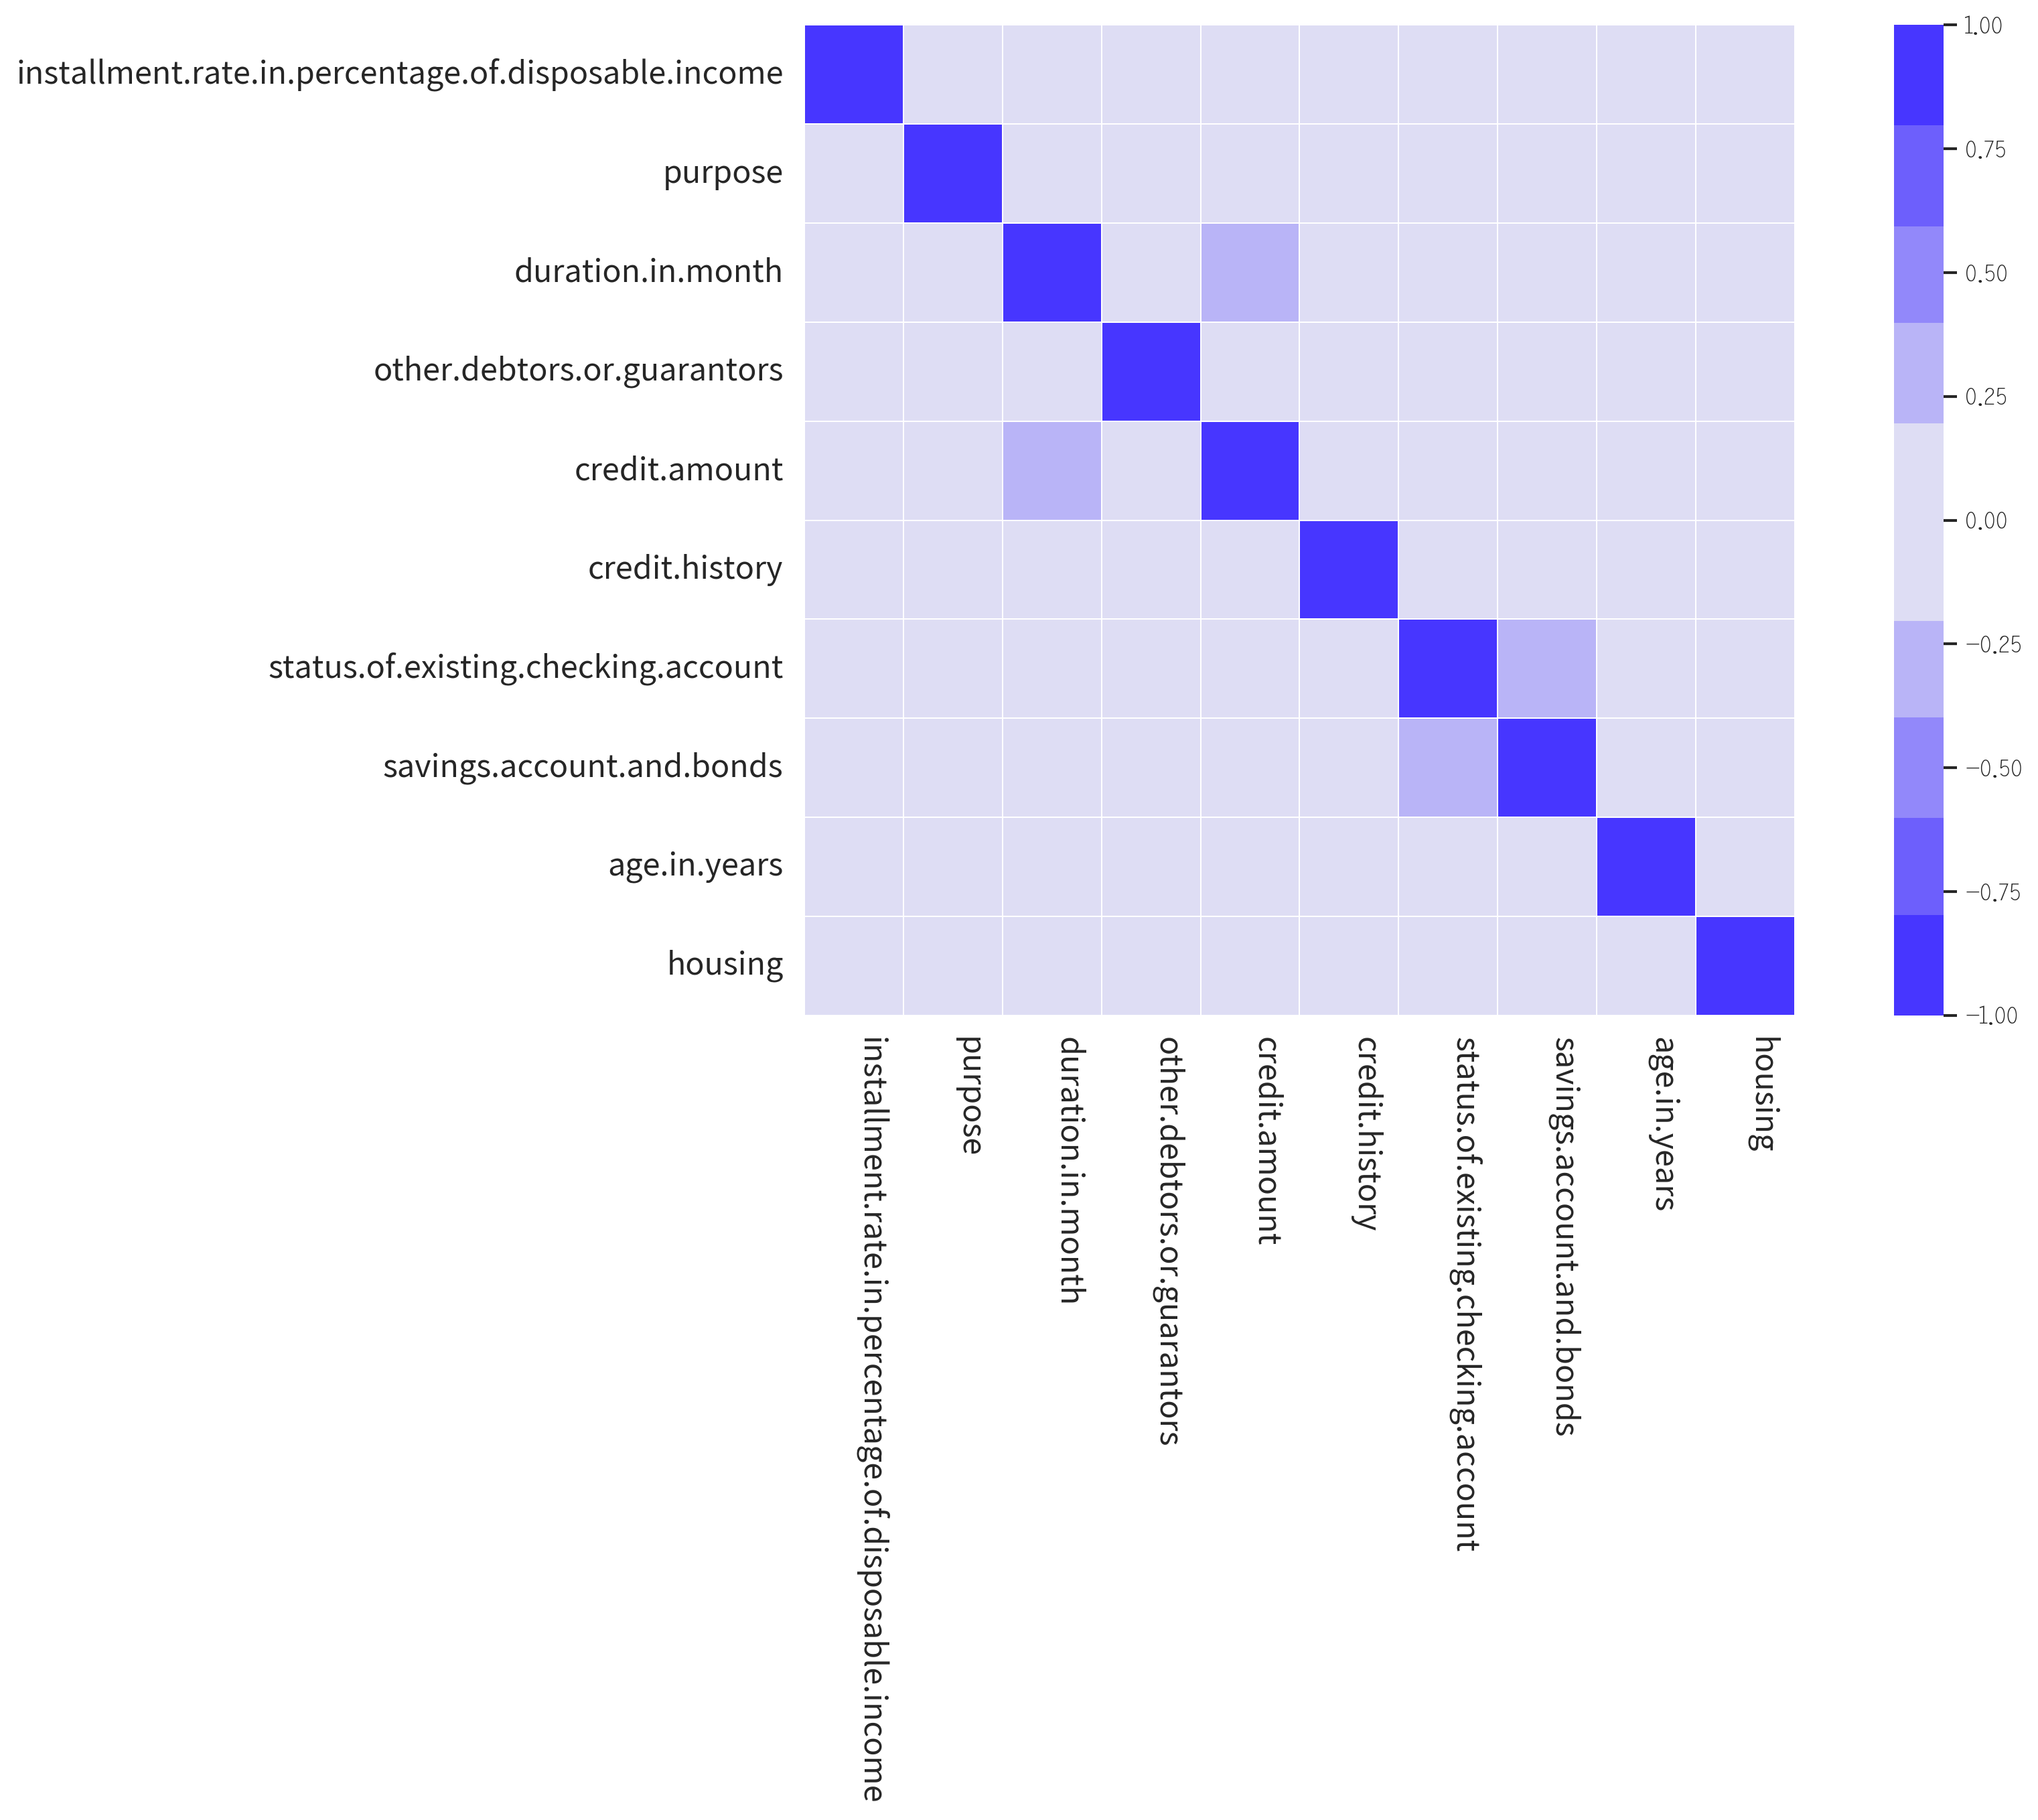 installment.rate.in.percentage.of.disposable.income
purpose
duration.in.month
other.debtors.or.guarantors
credit.amount
credit.history
status.of.existing.checking.account
savings.account.and.bonds
age.in.years
housing
installment.rate.in.percentage.of.disposable.income
purpose
duration.in.month
other.debtors.or.guarantors
credit.amount
credit.history
status.of.existing.checking.account
savings.account.and.bonds
age.in.years
housing
1.00
0.75
0.50
0.25
0.00
−0.25
−0.50
−0.75
−1.00